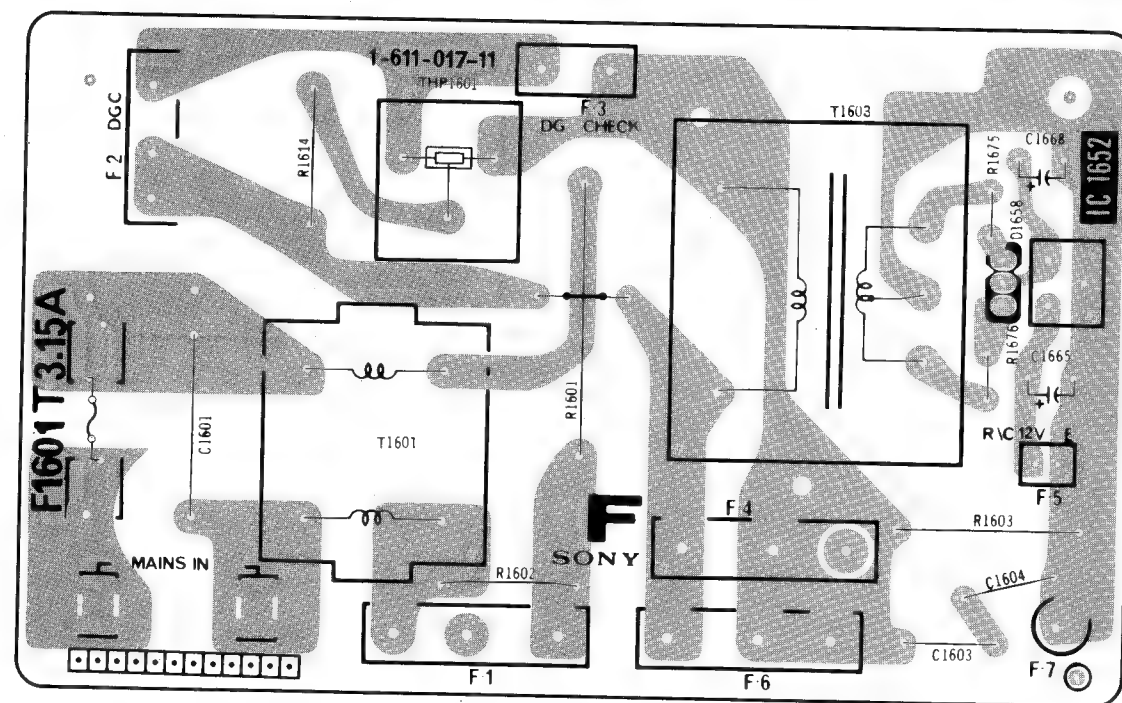 1-611-017-11
THP1601
F·3
DG CHECK
F 2 DGC
R1614
T1603
R1675
C1668
IC 1652
D1658
R1676
C1665
F1601 T3.15A
C1601
T1601
R1601
R\C 12V E
F·5
F·4
R1603
F
SONY
MAINS IN
R1602
C1604
C1603
F·1
F·6
F·7